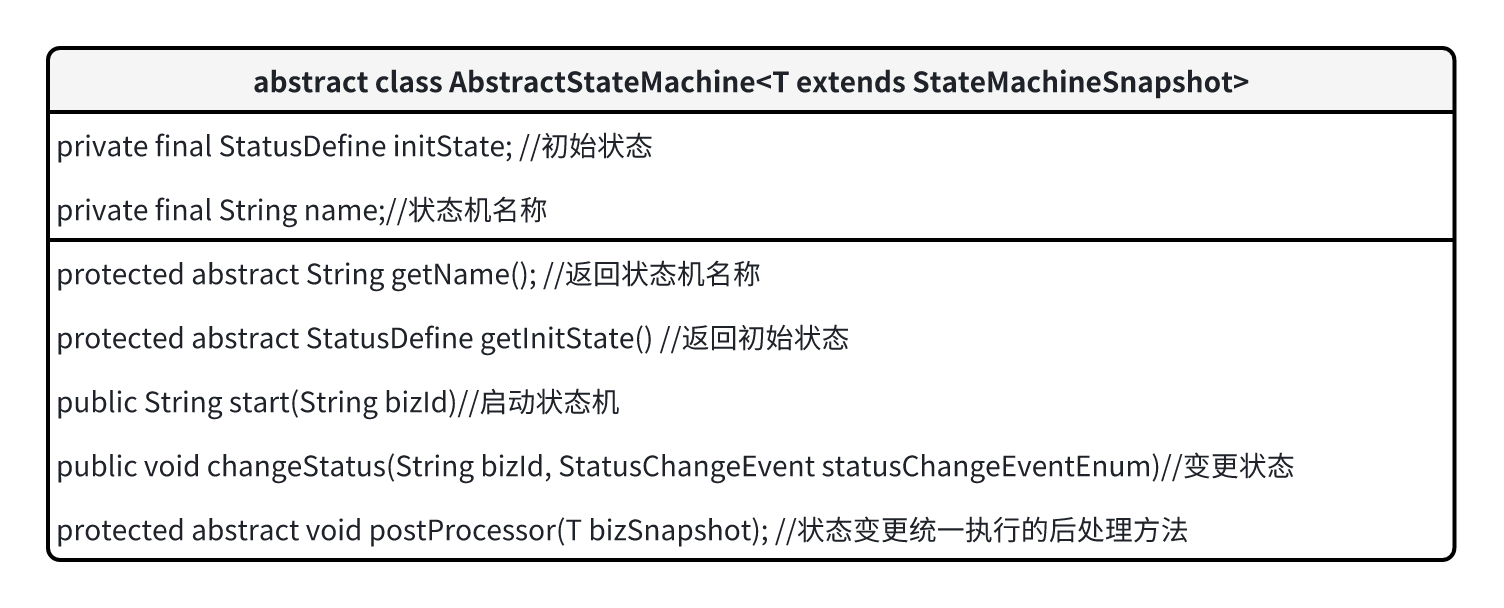 abstract class AbstractStateMachine<T extends StateMachineSnapshot>
private final StatusDefine initState; //初始状态
private final String name;//状态机名称
protected abstract String getName(); //返回状态机名称
protected abstract StatusDefine getInitState() //返回初始状态
public String start(String bizId)//启动状态机
public void changeStatus(String bizId, StatusChangeEvent statusChangeEventEnum)//变更状态
protected abstract void postProcessor(T bizSnapshot); //状态变更统一执行的后处理方法